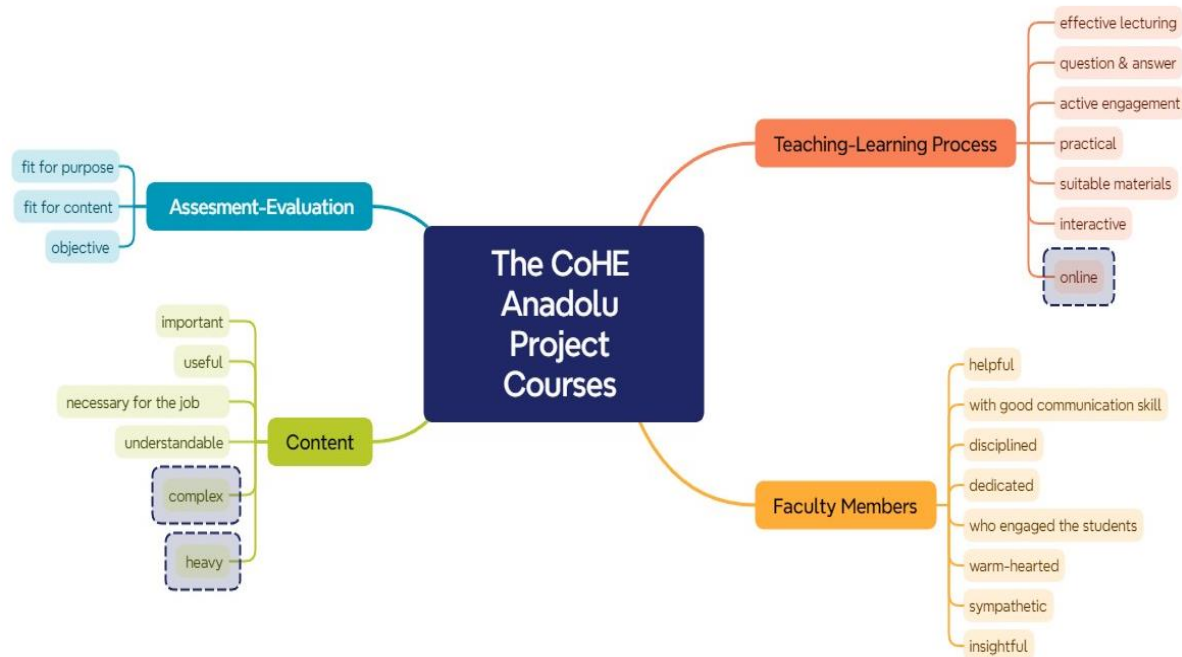 The CoHE
Anadolu
Project
Courses
Assesment-Evaluation
fit for purpose
fit for content
objective
Content
important
useful
necessary for the job
understandable
complex
heavy
Teaching-Learning Process
effective lecturing
question & answer
active engagement
practical
suitable materials
interactive
online
Faculty Members
helpful
with good communication skill
disciplined
dedicated
who engaged the students
warm-hearted
sympathetic
insightful